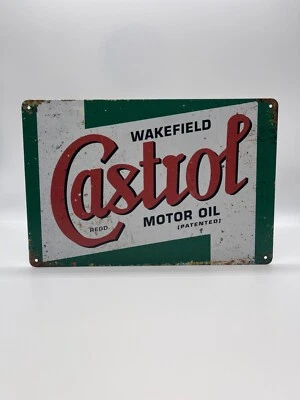 WAKEFIELD
Castrol
REGD.
MOTOR OIL
(PATENTED)